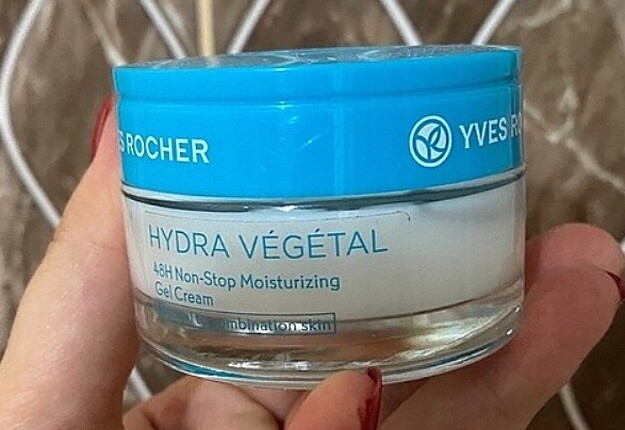 ES ROCHER
YVES RO
HYDRA VÉGÉTAL
48H Non-Stop Moisturizing
Gel Cream
combination skin